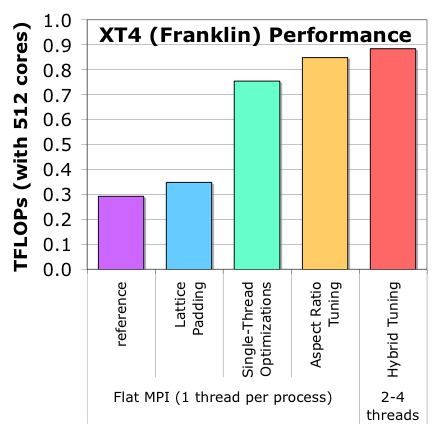 XT4 (Franklin) Performance
TFLOPs (with 512 cores)
1.0
0.9
0.8
0.7
0.6
0.5
0.4
0.3
0.2
0.1
0.0
reference
Lattice
Padding
Single-Thread
Optimizations
Aspect Ratio
Tuning
Hybrid Tuning
Flat MPI (1 thread per process)
2-4
threads